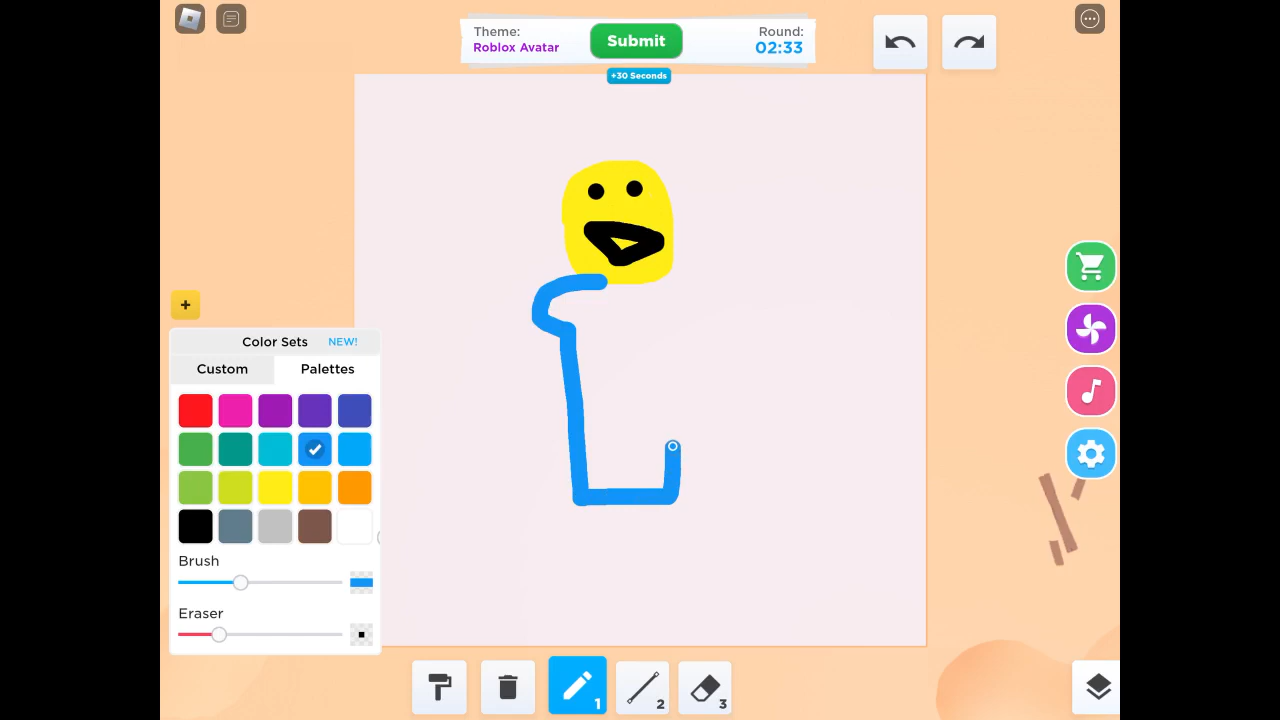 Theme:
Roblox Avatar
Submit
Round:
02:33
+30 Seconds
+
Color Sets
NEW!
Custom
Palettes
Brush
Eraser
1
2
3